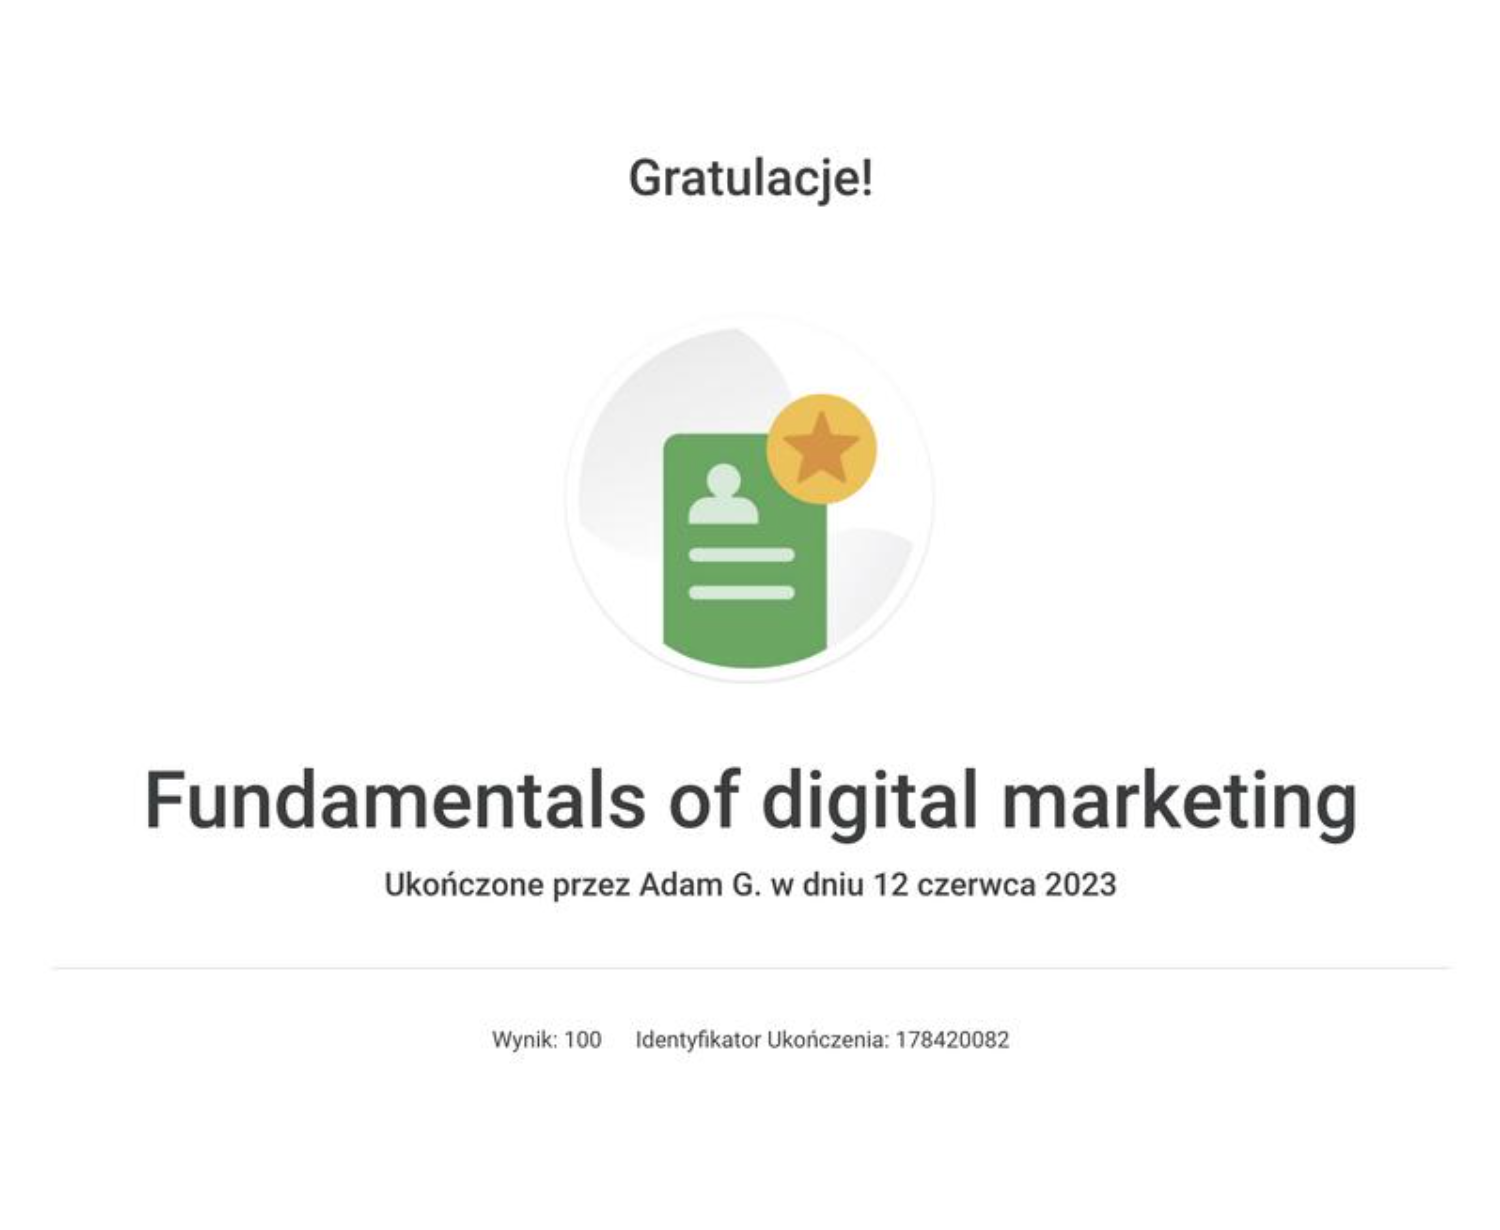 Gratulacje!
Fundamentals of digital marketing
Ukończone przez Adam G. w dniu 12 czerwca 2023
Wynik: 100 Identyfikator Ukończenia: 178420082